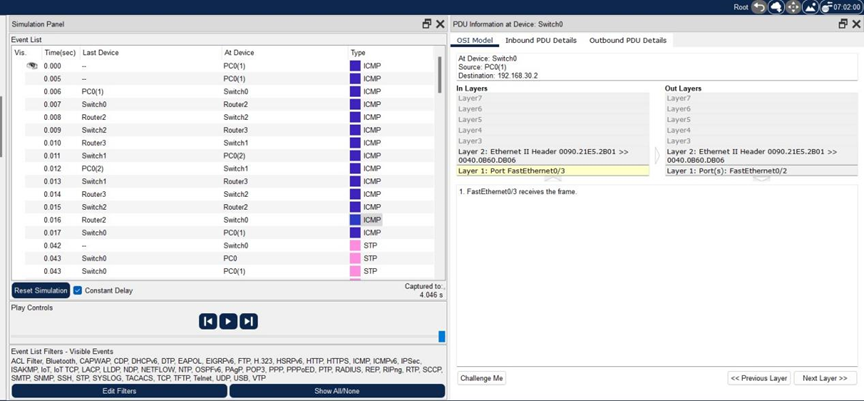 Root 07:02:00
Simulation Panel
Event List
Vis. Time(sec) Last Device At Device Type
0.000 -- PC0(1) ICMP
0.005 -- PC0(1) ICMP
0.006 PC0(1) Switch0 ICMP
0.007 Switch0 Router2 ICMP
0.008 Router2 Switch2 ICMP
0.009 Switch2 Router3 ICMP
0.010 Router3 Switch1 ICMP
0.011 Switch1 PC0(2) ICMP
0.012 PC0(2) Switch1 ICMP
0.013 Switch1 Router3 ICMP
0.014 Router3 Switch2 ICMP
0.015 Switch2 Router2 ICMP
0.016 Router2 Switch0 ICMP
0.017 Switch0 PC0(1) ICMP
0.042 -- Switch0 STP
0.043 Switch0 PC0 STP
0.043 Switch0 PC0(1) STP
Reset Simulation Constant Delay Captured to:
4.046 s
Play Controls
Event List Filters - Visible Events
ACL Filter, Bluetooth, CAPWAP, CDP, DHCPv6, DTP, EAPOL, EIGRPv6, FTP, H.323, HSRPv6, HTTP, HTTPS, ICMP, ICMPv6, IPSec,
ISAKMP, IoT, IoT TCP, LACP, LLDP, NDP, NETFLOW, NTP, OSPFv6, PAgP, POP3, PPP, PPPoED, PTP, RADIUS, REP, RIPng, RTP, SCCP,
SMTP, SNMP, SSH, STP, SYSLOG, TACACS, TCP, TFTP, Telnet, UDP, USB, VTP
Edit Filters Show All/None
PDU Information at Device: Switch0
OSI Model Inbound PDU Details Outbound PDU Details
At Device: Switch0
Source: PC0(1)
Destination: 192.168.30.2
In Layers Out Layers
Layer7 Layer7
Layer6 Layer6
Layer5 Layer5
Layer4 Layer4
Layer3 Layer3
Layer 2: Ethernet II Header 0090.21E5.2B01 >> Layer 2: Ethernet II Header 0090.21E5.2B01 >>
0040.0B60.DB06 0040.0B60.DB06
Layer 1: Port FastEthernet0/3 Layer 1: Port(s): FastEthernet0/2
1. FastEthernet0/3 receives the frame.
Challenge Me << Previous Layer Next Layer >>